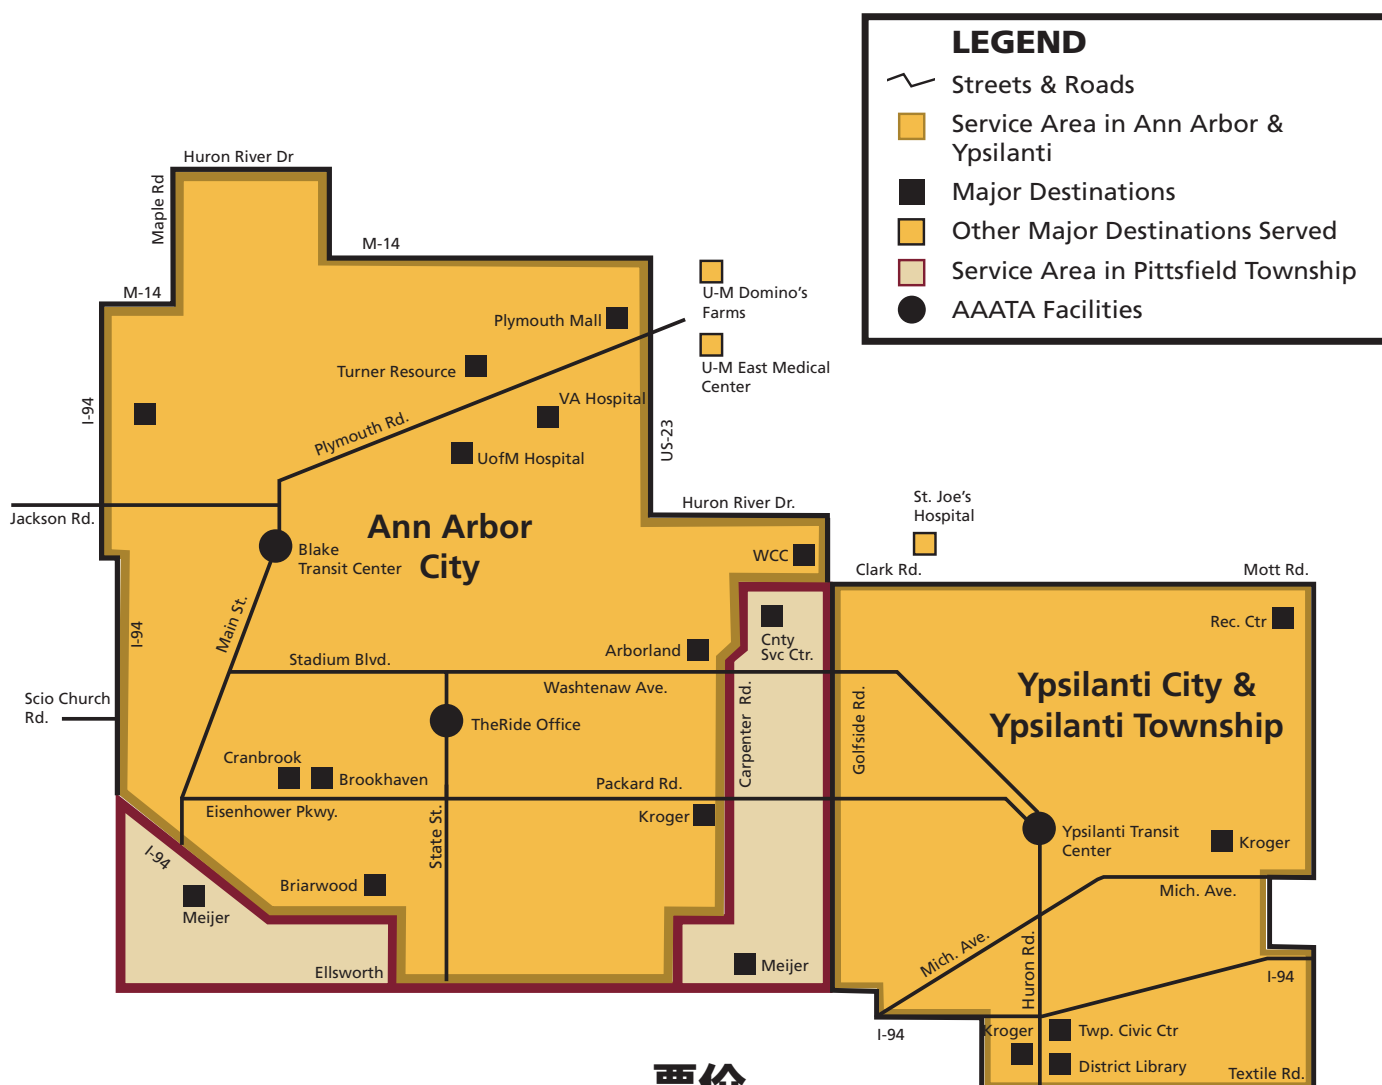 LEGEND
Streets & Roads
Service Area in Ann Arbor &
Ypsilanti
Major Destinations
Other Major Destinations Served
Service Area in Pittsfield Township
AAATA Facilities
Huron River Dr
Maple Rd
M-14
M-14
U-M Domino's
Farms
Plymouth Mall
U-M East Medical
Center
Turner Resource
VA Hospital
I-94
Plymouth Rd.
US-23
UofM Hospital
Jackson Rd.
Ann Arbor
City
Huron River Dr.
St. Joe's
Hospital
Blake
Transit Center
WCC
Clark Rd.
Mott Rd.
I-94
Main St.
Cnty
Svc Ctr.
Rec. Ctr
Arborland
Stadium Blvd.
Washtenaw Ave.
Scio Church
Rd.
Ypsilanti City &
Ypsilanti Township
TheRide Office
Carpenter Rd.
Golfside Rd.
Cranbrook
Brookhaven
Packard Rd.
Eisenhower Pkwy.
Kroger
State St.
Ypsilanti Transit
Center
Kroger
I-94
Briarwood
Mich. Ave.
Meijer
Mich. Ave.
Huron Rd.
Ellsworth
Meijer
I-94
I-94
Kroger
Twp. Civic Ctr
District Library
Textile Rd.